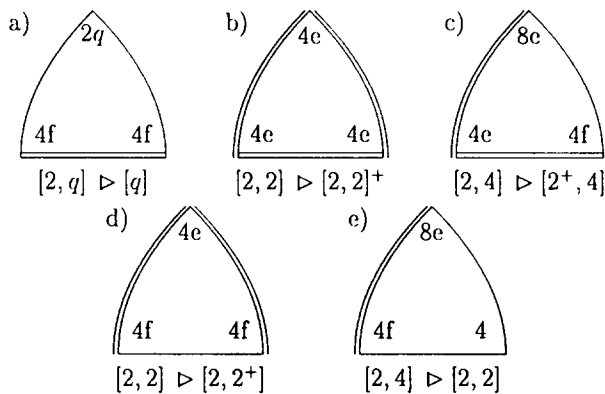 a) b) c)
2q 4e 8e
4f 4f 4e 4e 4e 4f
[2, q] ▷ [q] [2, 2] ▷ [2, 2]⁺ [2, 4] ▷ [2⁺, 4]
d) e)
4e 8e
4f 4f 4f 4
[2, 2] ▷ [2, 2⁺] [2, 4] ▷ [2, 2]